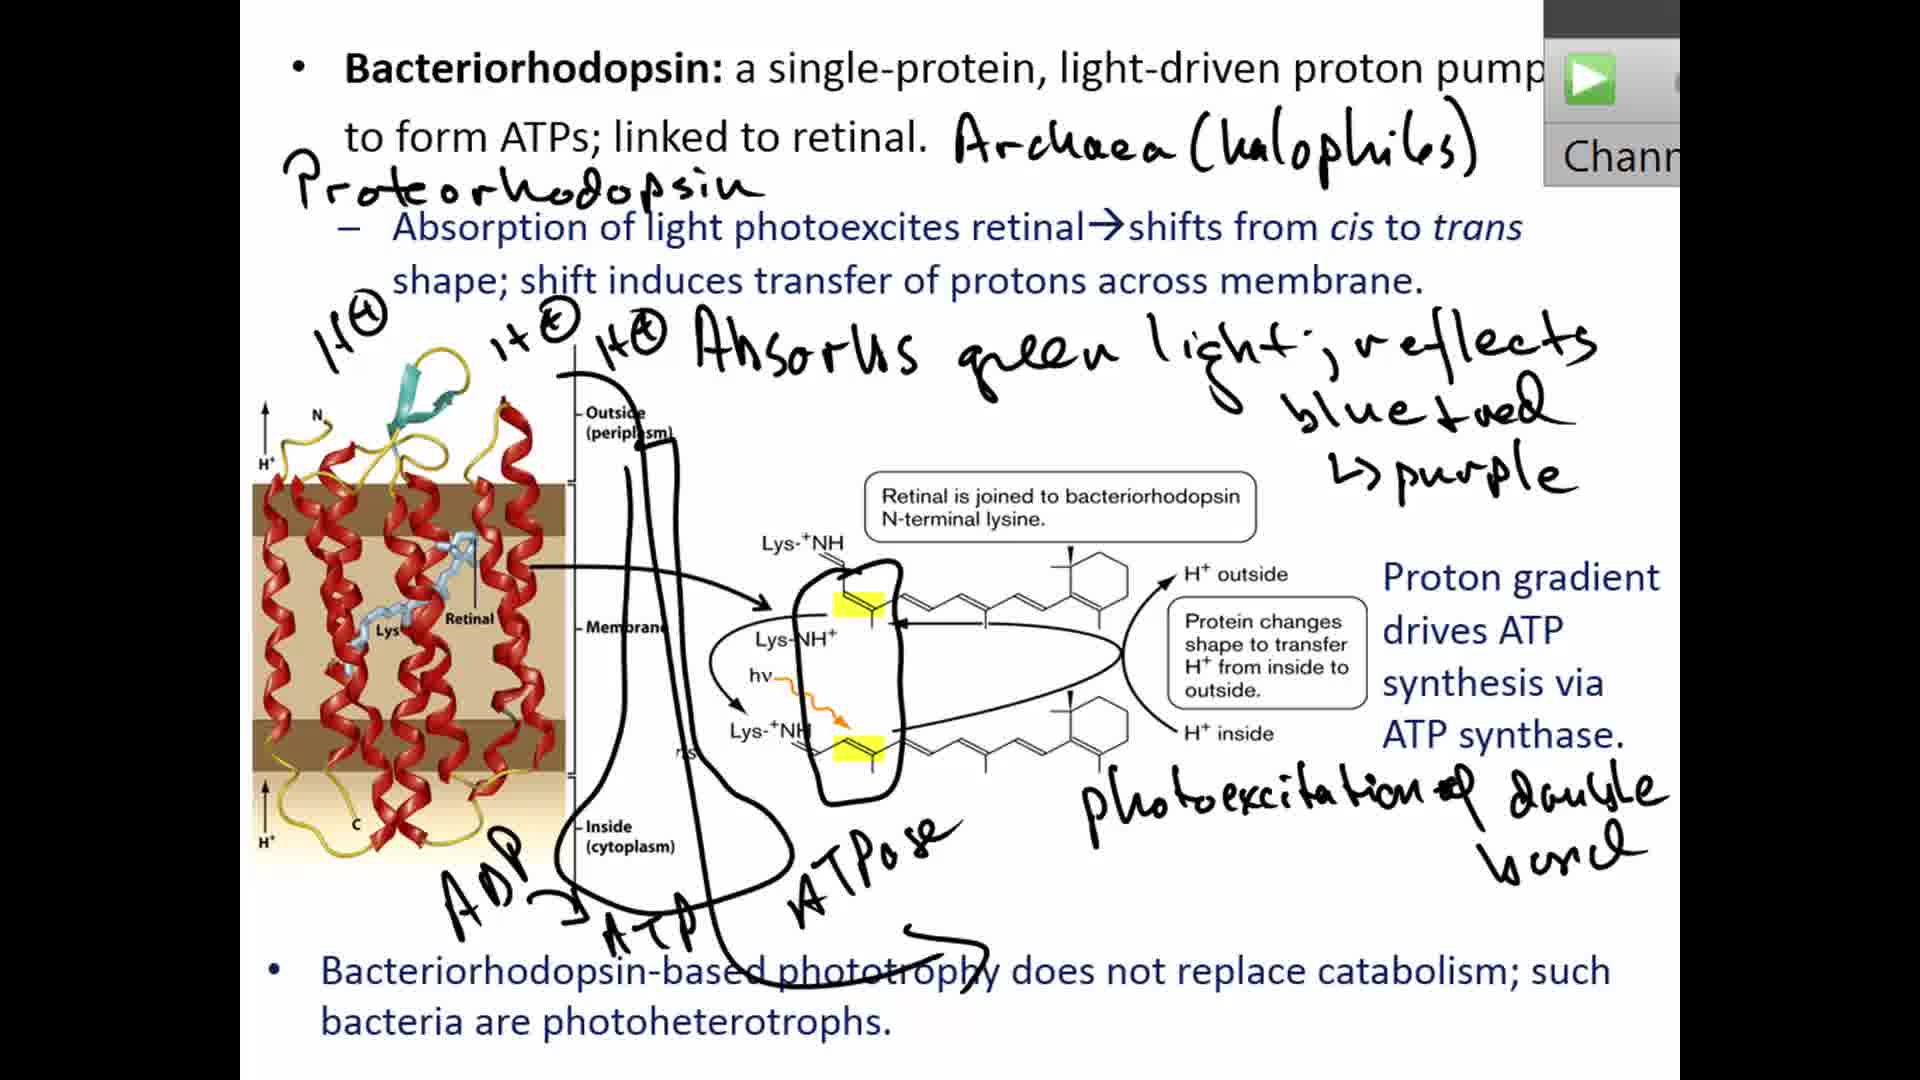 • Bacteriorhodopsin: a single-protein, light-driven proton pump
to form ATPs; linked to retinal. Archaea (halophiles)
Proteorhodopsin
– Absorption of light photoexcites retinal→shifts from cis to trans
shape; shift induces transfer of protons across membrane.
H⊕ H⊕ H⊕ Absorbs green light; reflects
blue + red
↳ purple
Chann
Outside
(periplasm)
N
H+
Retinal
Lys
Membrane
Inside
(cytoplasm)
C
H+
Retinal is joined to bacteriorhodopsin
N-terminal lysine.
Lys-+NH
Lys-NH+
hν
Lys-+NH
H+ outside
Protein changes
shape to transfer
H+ from inside to
outside.
H+ inside
Proton gradient
drives ATP
synthesis via
ATP synthase.
photoexcitation of double
bond
ADP
ATP
ATPase
• Bacteriorhodopsin-based phototrophy does not replace catabolism; such
bacteria are photoheterotrophs.